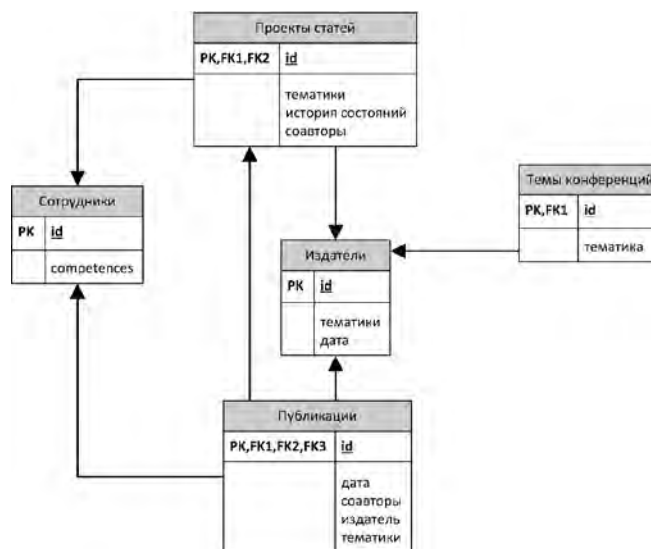 Проекты статей
PK,FK1,FK2 id
тематики
история состояний
соавторы
Темы конференций
PK,FK1 id
тематика
Сотрудники
PK id
competences
Издатели
PK id
тематики
дата
Публикации
PK,FK1,FK2,FK3 id
дата
соавторы
издатель
тематики